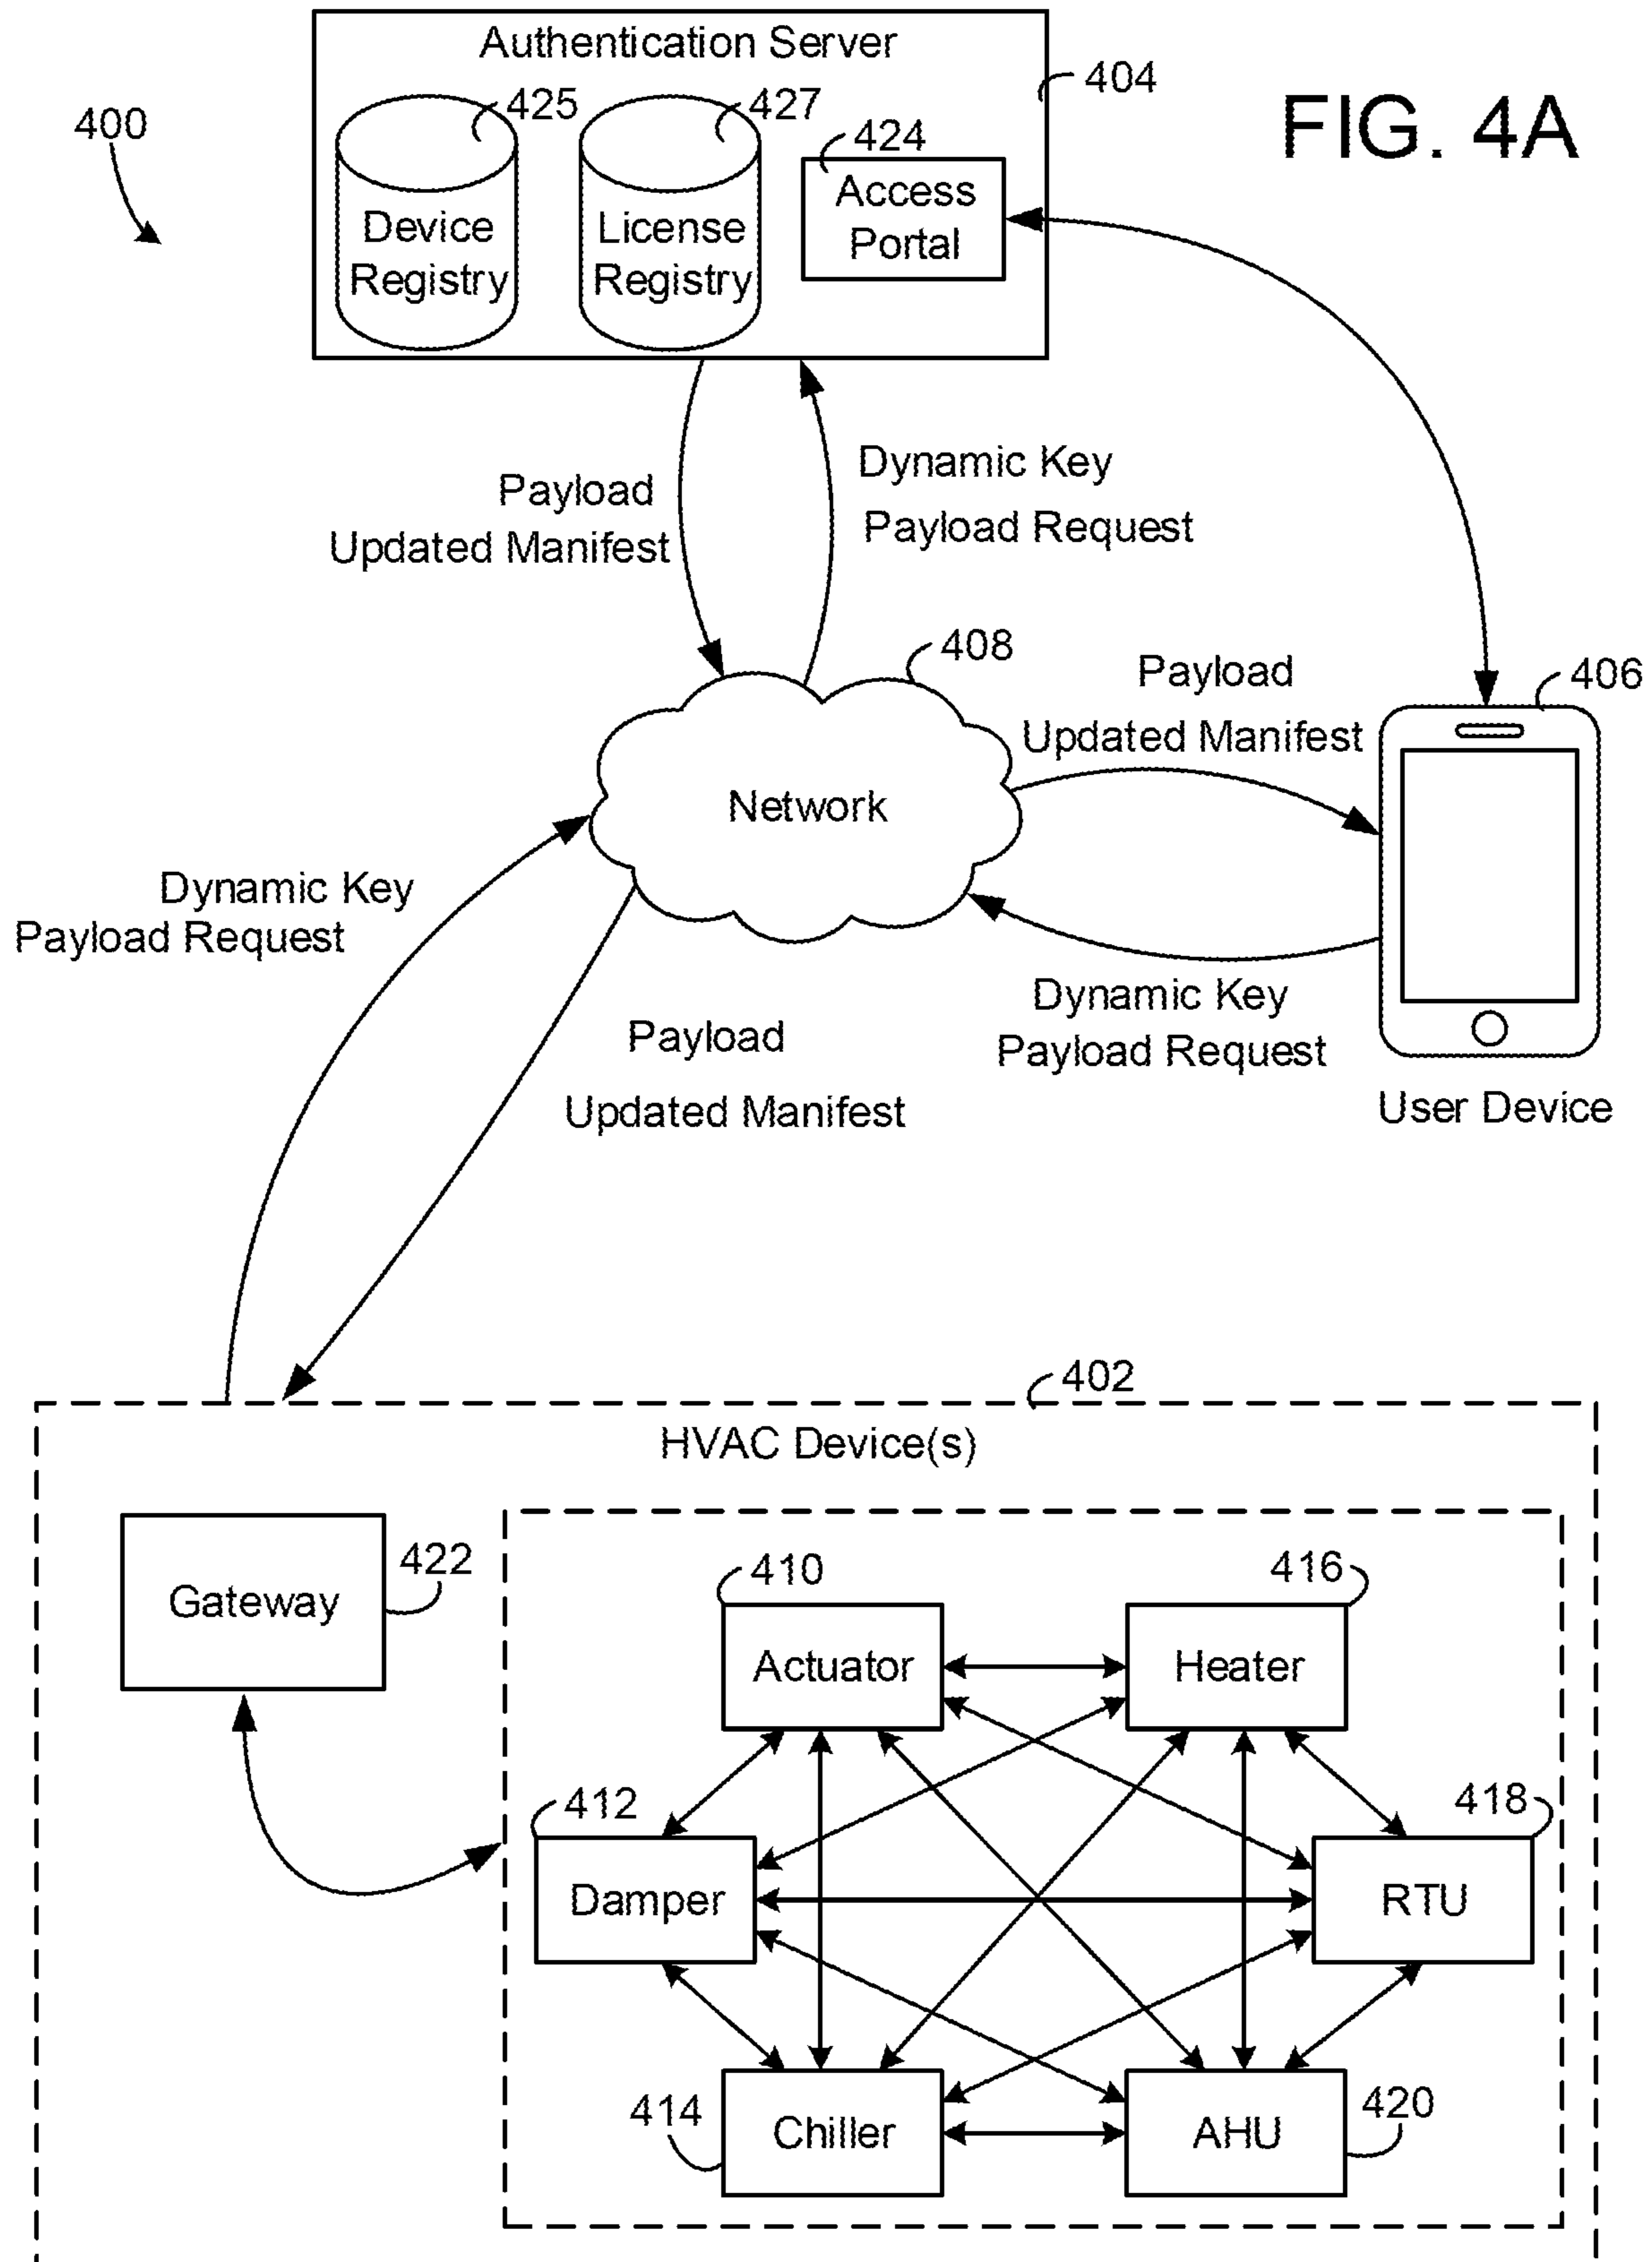 Authentication Server
404
FIG. 4A
400
425
427
424
Device
Registry
License
Registry
Access
Portal
Payload
Updated Manifest
Dynamic Key
Payload Request
408
Payload
Updated Manifest
406
Network
Dynamic Key
Payload Request
Dynamic Key
Payload Request
Payload
Updated Manifest
User Device
402
HVAC Device(s)
Gateway
422
410
416
Actuator
Heater
412
418
Damper
RTU
414
420
Chiller
AHU